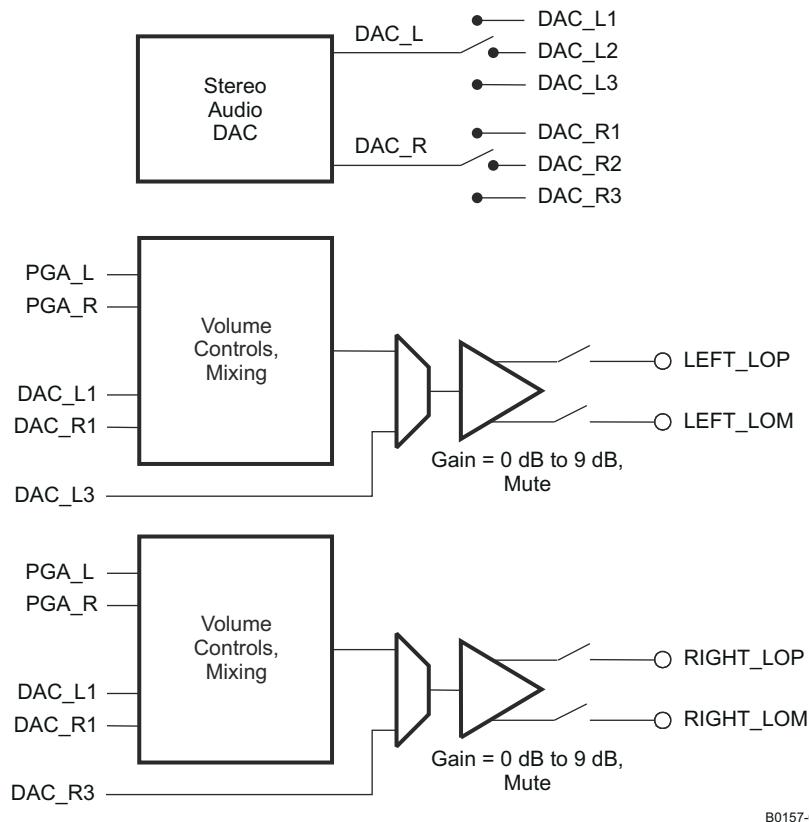 DAC_L1
DAC_L
DAC_L2
Stereo
Audio
DAC
DAC_L3
DAC_R1
DAC_R
DAC_R2
DAC_R3
PGA_L
PGA_R
Volume
Controls,
Mixing
LEFT_LOP
DAC_L1
DAC_R1
LEFT_LOM
Gain = 0 dB to 9 dB,
Mute
DAC_L3
PGA_L
PGA_R
Volume
Controls,
Mixing
RIGHT_LOP
DAC_L1
DAC_R1
RIGHT_LOM
Gain = 0 dB to 9 dB,
Mute
DAC_R3
B0157-